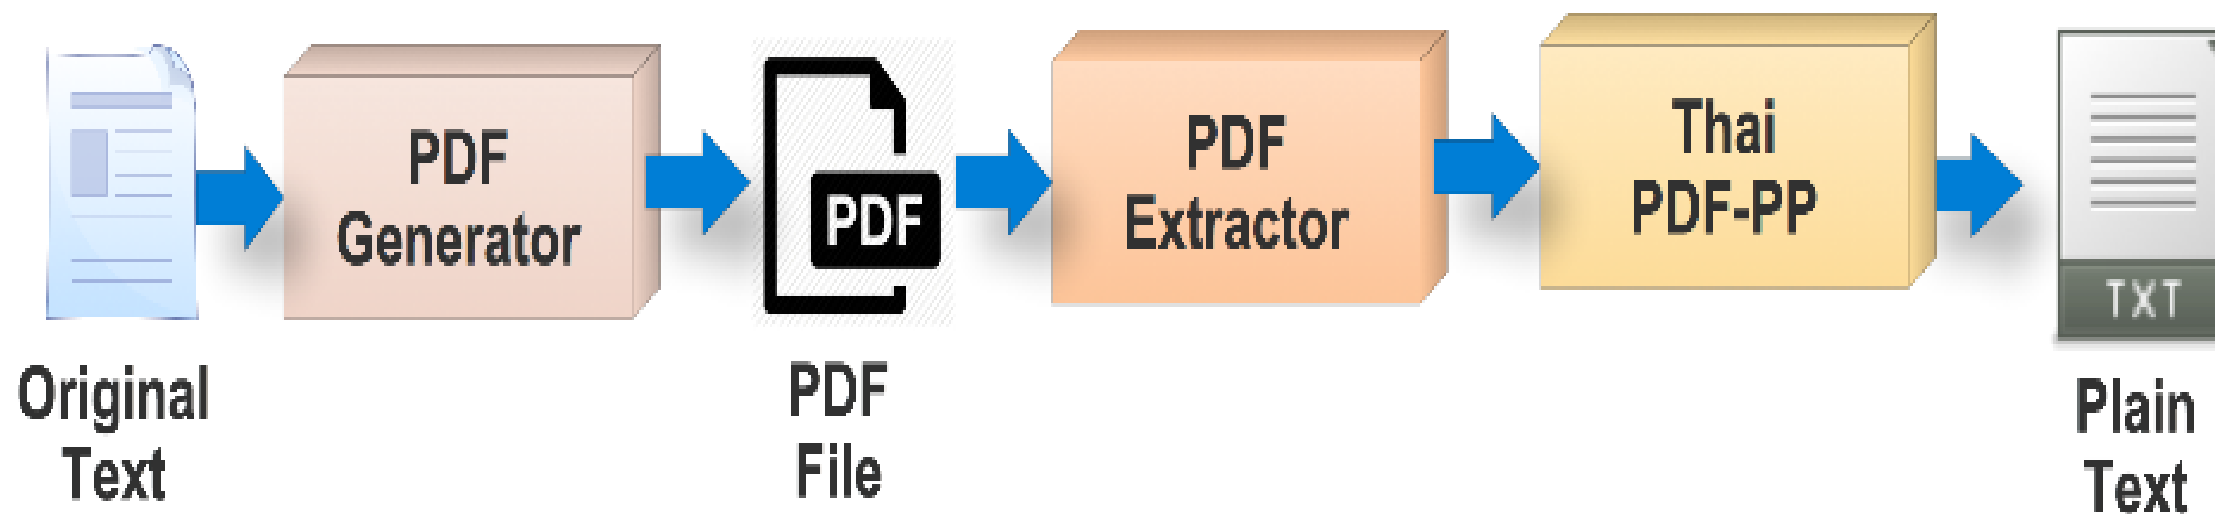 PDF
Generator
PDF
PDF
Extractor
Thai
PDF-PP
TXT
Original
Text
PDF
File
Plain
Text